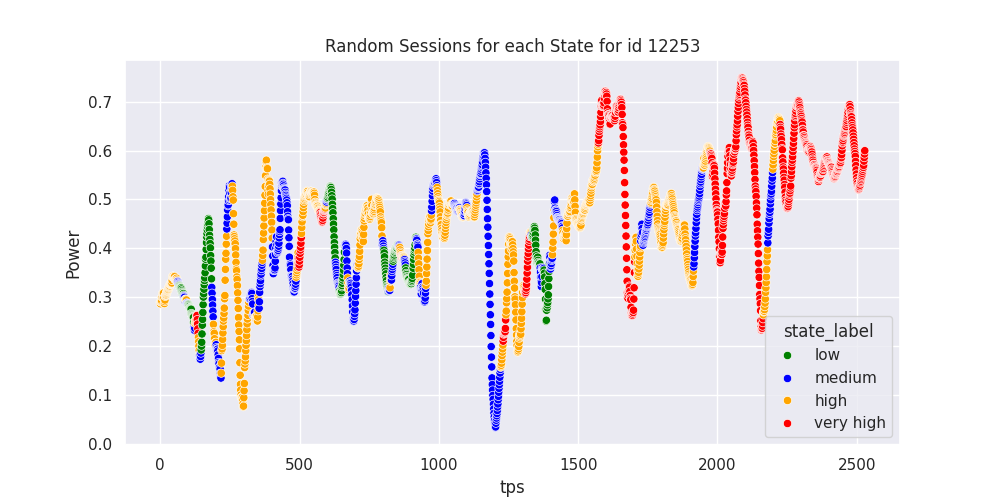 Random Sessions for each State for id 12253
Power
0.7
0.6
0.5
0.4
0.3
0.2
0.1
0.0
0
500
1000
1500
2000
2500
tps
state_label
low
medium
high
very high